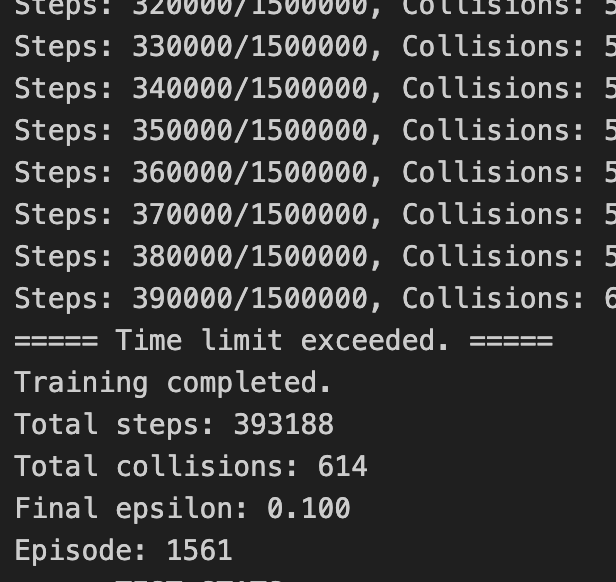 Steps: 320000/1500000, Collisions: 5
Steps: 330000/1500000, Collisions: 5
Steps: 340000/1500000, Collisions: 5
Steps: 350000/1500000, Collisions: 5
Steps: 360000/1500000, Collisions: 5
Steps: 370000/1500000, Collisions: 5
Steps: 380000/1500000, Collisions: 5
Steps: 390000/1500000, Collisions: 6
===== Time limit exceeded. =====
Training completed.
Total steps: 393188
Total collisions: 614
Final epsilon: 0.100
Episode: 1561